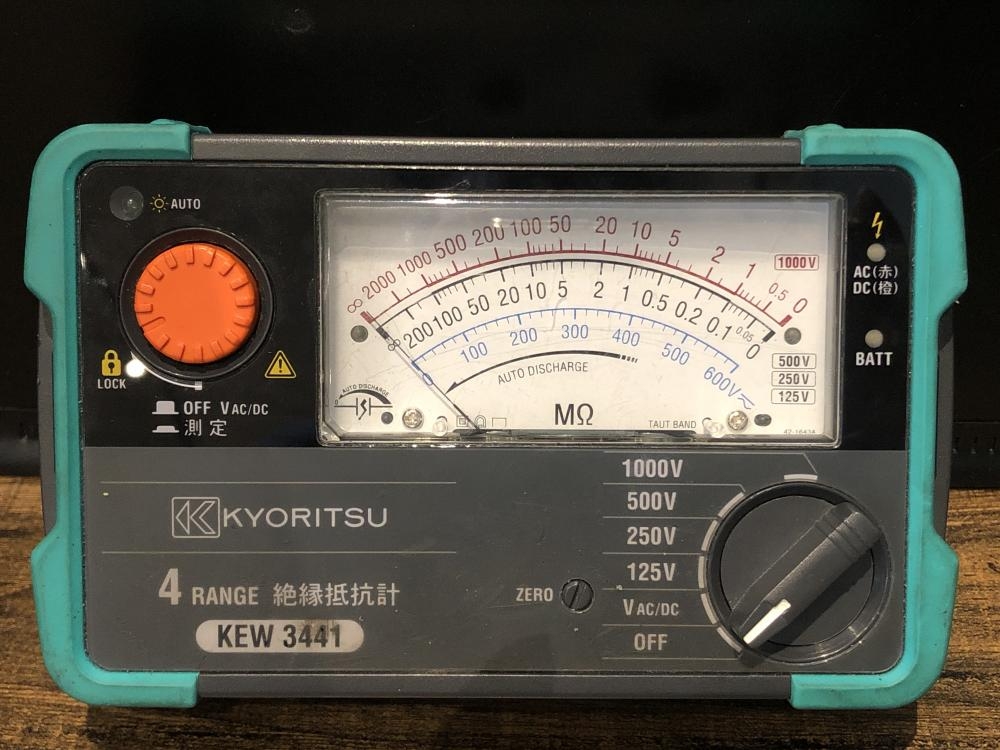 AUTO
LOCK
OFF V AC/DC
測定
∞ 2000 1000 500 200 100 50 20 10 5 2 1 0.5 0
1000V
∞ 200 100 50 20 10 5 2 1 0.5 0.2 0.1 0.05 0
500V
250V
125V
0 100 200 300 400 500 600V
AUTO DISCHARGE
AUTO DISCHARGE
MΩ
TAUT BAND
42-1643A
AC(赤)
DC(橙)
BATT
KYORITSU
4 RANGE 絶縁抵抗計
KEW 3441
ZERO
1000V
500V
250V
125V
V AC/DC
OFF